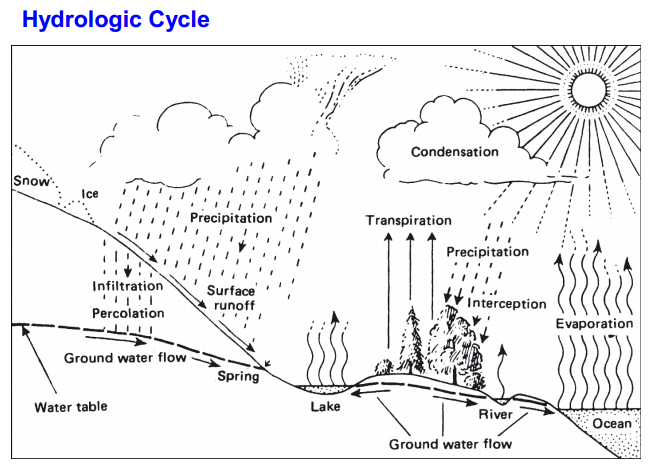 Hydrologic Cycle
Condensation
Snow
Ice
Precipitation
Transpiration
Precipitation
Infiltration
Surface
runoff
Interception
Percolation
Evaporation
Ground water flow
Spring
Water table
Lake
River
Ocean
Ground water flow